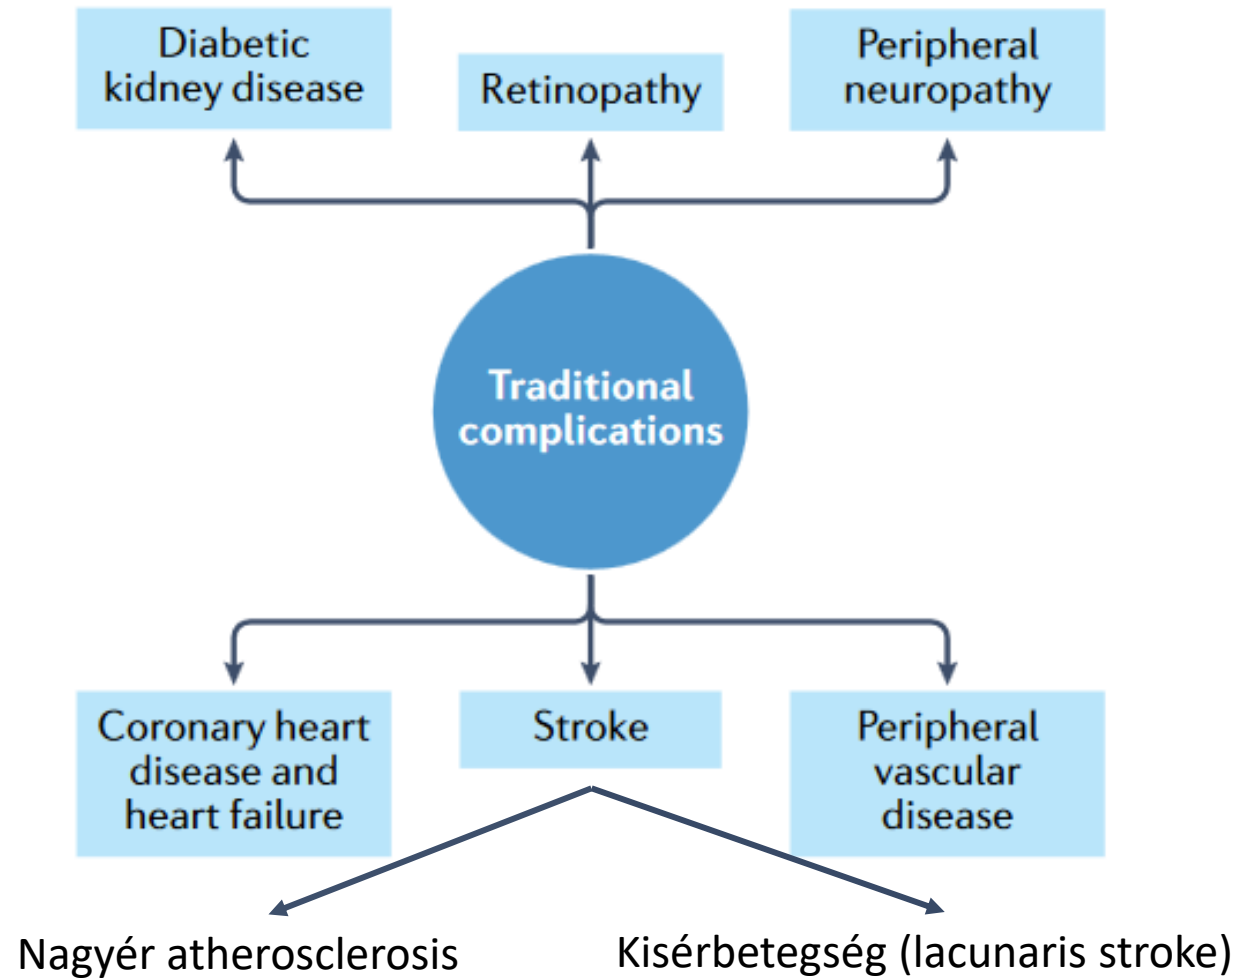 Diabetic
kidney disease
Retinopathy
Peripheral
neuropathy
Traditional
complications
Coronary heart
disease and
heart failure
Stroke
Peripheral
vascular
disease
Nagyér atherosclerosis
Kisérbetegség (lacunaris stroke)